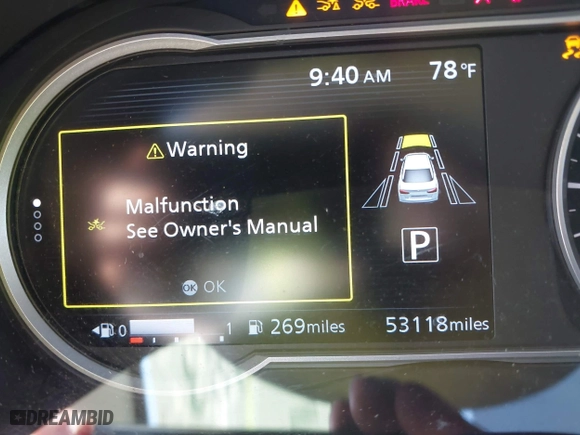 BRAKE
9:40 AM
78 °F
Warning
Malfunction
See Owner's Manual
P
OK OK
0
1
269miles
53118miles
DREAMBID